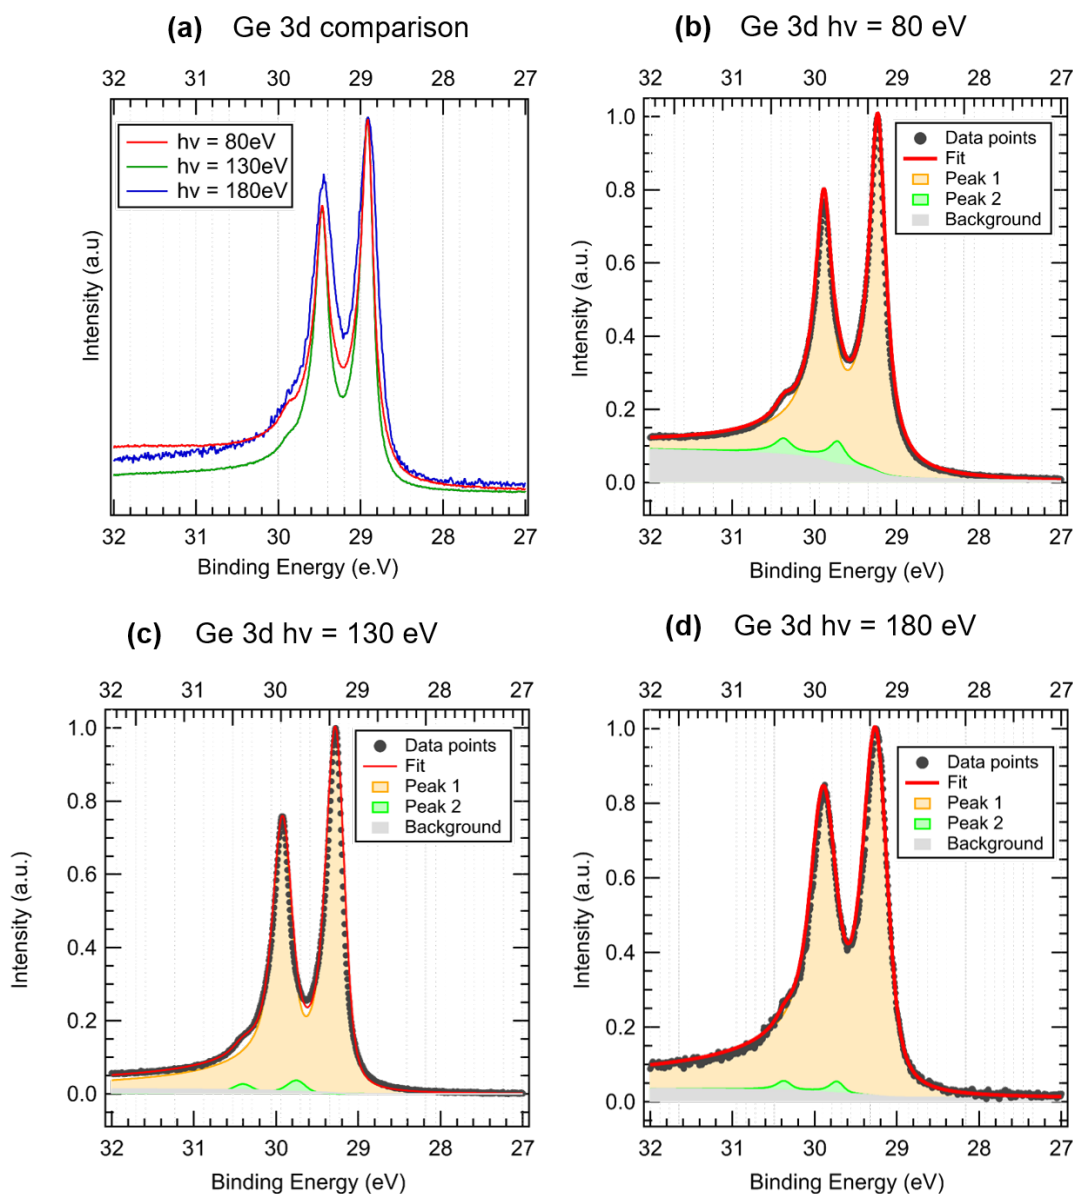 (a) Ge 3d comparison
32 31 30 29 28 27
hν = 80eV
hν = 130eV
hν = 180eV
Intensity (a.u)
32 31 30 29 28 27
Binding Energy (e.V)
(b) Ge 3d hν = 80 eV
32 31 30 29 28 27
1.0
0.8
0.6
0.4
0.2
0.0
Data points
Fit
Peak 1
Peak 2
Background
Intensity (a.u.)
32 31 30 29 28 27
Binding Energy (eV)
(c) Ge 3d hν = 130 eV
32 31 30 29 28 27
1.0
0.8
0.6
0.4
0.2
0.0
Data points
Fit
Peak 1
Peak 2
Background
Intensity (a.u.)
32 31 30 29 28 27
Binding Energy (eV)
(d) Ge 3d hν = 180 eV
32 31 30 29 28 27
1.0
0.8
0.6
0.4
0.2
0.0
Data points
Fit
Peak 1
Peak 2
Background
Intensity (a.u.)
32 31 30 29 28 27
Binding Energy (eV)